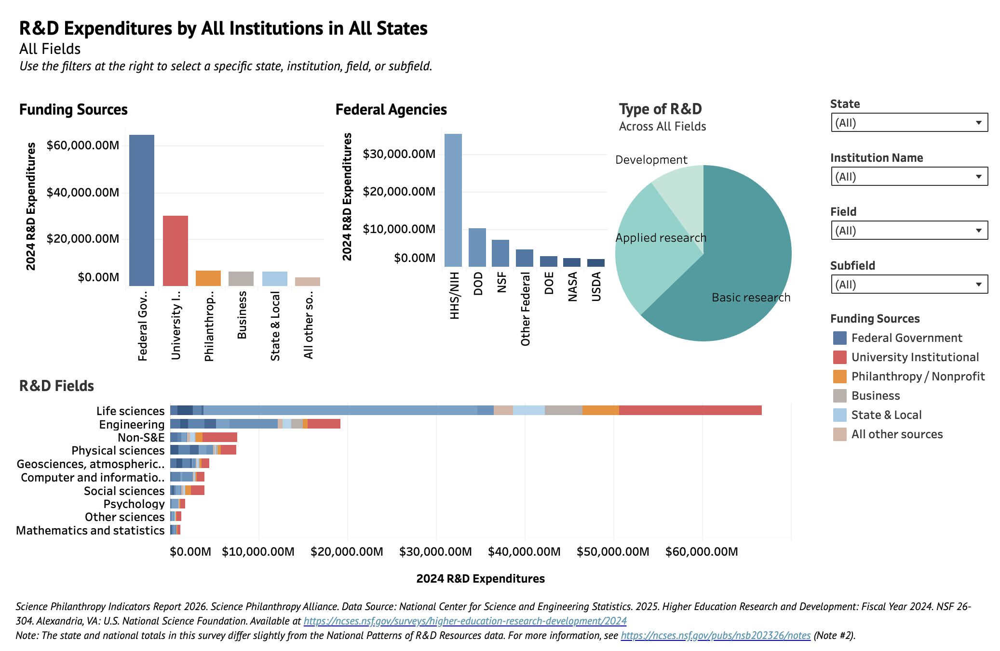 R&D Expenditures by All Institutions in All States
All Fields
Use the filters at the right to select a specific state, institution, field, or subfield.
Funding Sources
2024 R&D Expenditures
$60,000.00M
$40,000.00M
$20,000.00M
$0.00M
Federal Gov..
University I..
Philanthrop..
Business
State & Local
All other so..
Federal Agencies
2024 R&D Expenditures
$30,000.00M
$20,000.00M
$10,000.00M
$0.00M
HHS/NIH
DOD
NSF
Other Federal
DOE
NASA
USDA
Type of R&D
Across All Fields
Development
Applied research
Basic research
State
(All)
Institution Name
(All)
Field
(All)
Subfield
(All)
Funding Sources
Federal Government
University Institutional
Philanthropy / Nonprofit
Business
State & Local
All other sources
R&D Fields
Life sciences
Engineering
Non-S&E
Physical sciences
Geosciences, atmospheric..
Computer and informatio..
Social sciences
Psychology
Other sciences
Mathematics and statistics
$0.00M $10,000.00M $20,000.00M $30,000.00M $40,000.00M $50,000.00M $60,000.00M
2024 R&D Expenditures
Science Philanthropy Indicators Report 2026. Science Philanthropy Alliance. Data Source: National Center for Science and Engineering Statistics. 2025. Higher Education Research and Development: Fiscal Year 2024. NSF 26-
304. Alexandria, VA: U.S. National Science Foundation. Available at https://ncses.nsf.gov/surveys/higher-education-research-development/2024
Note: The state and national totals in this survey differ slightly from the National Patterns of R&D Resources data. For more information, see https://ncses.nsf.gov/pubs/nsb202326/notes (Note #2).